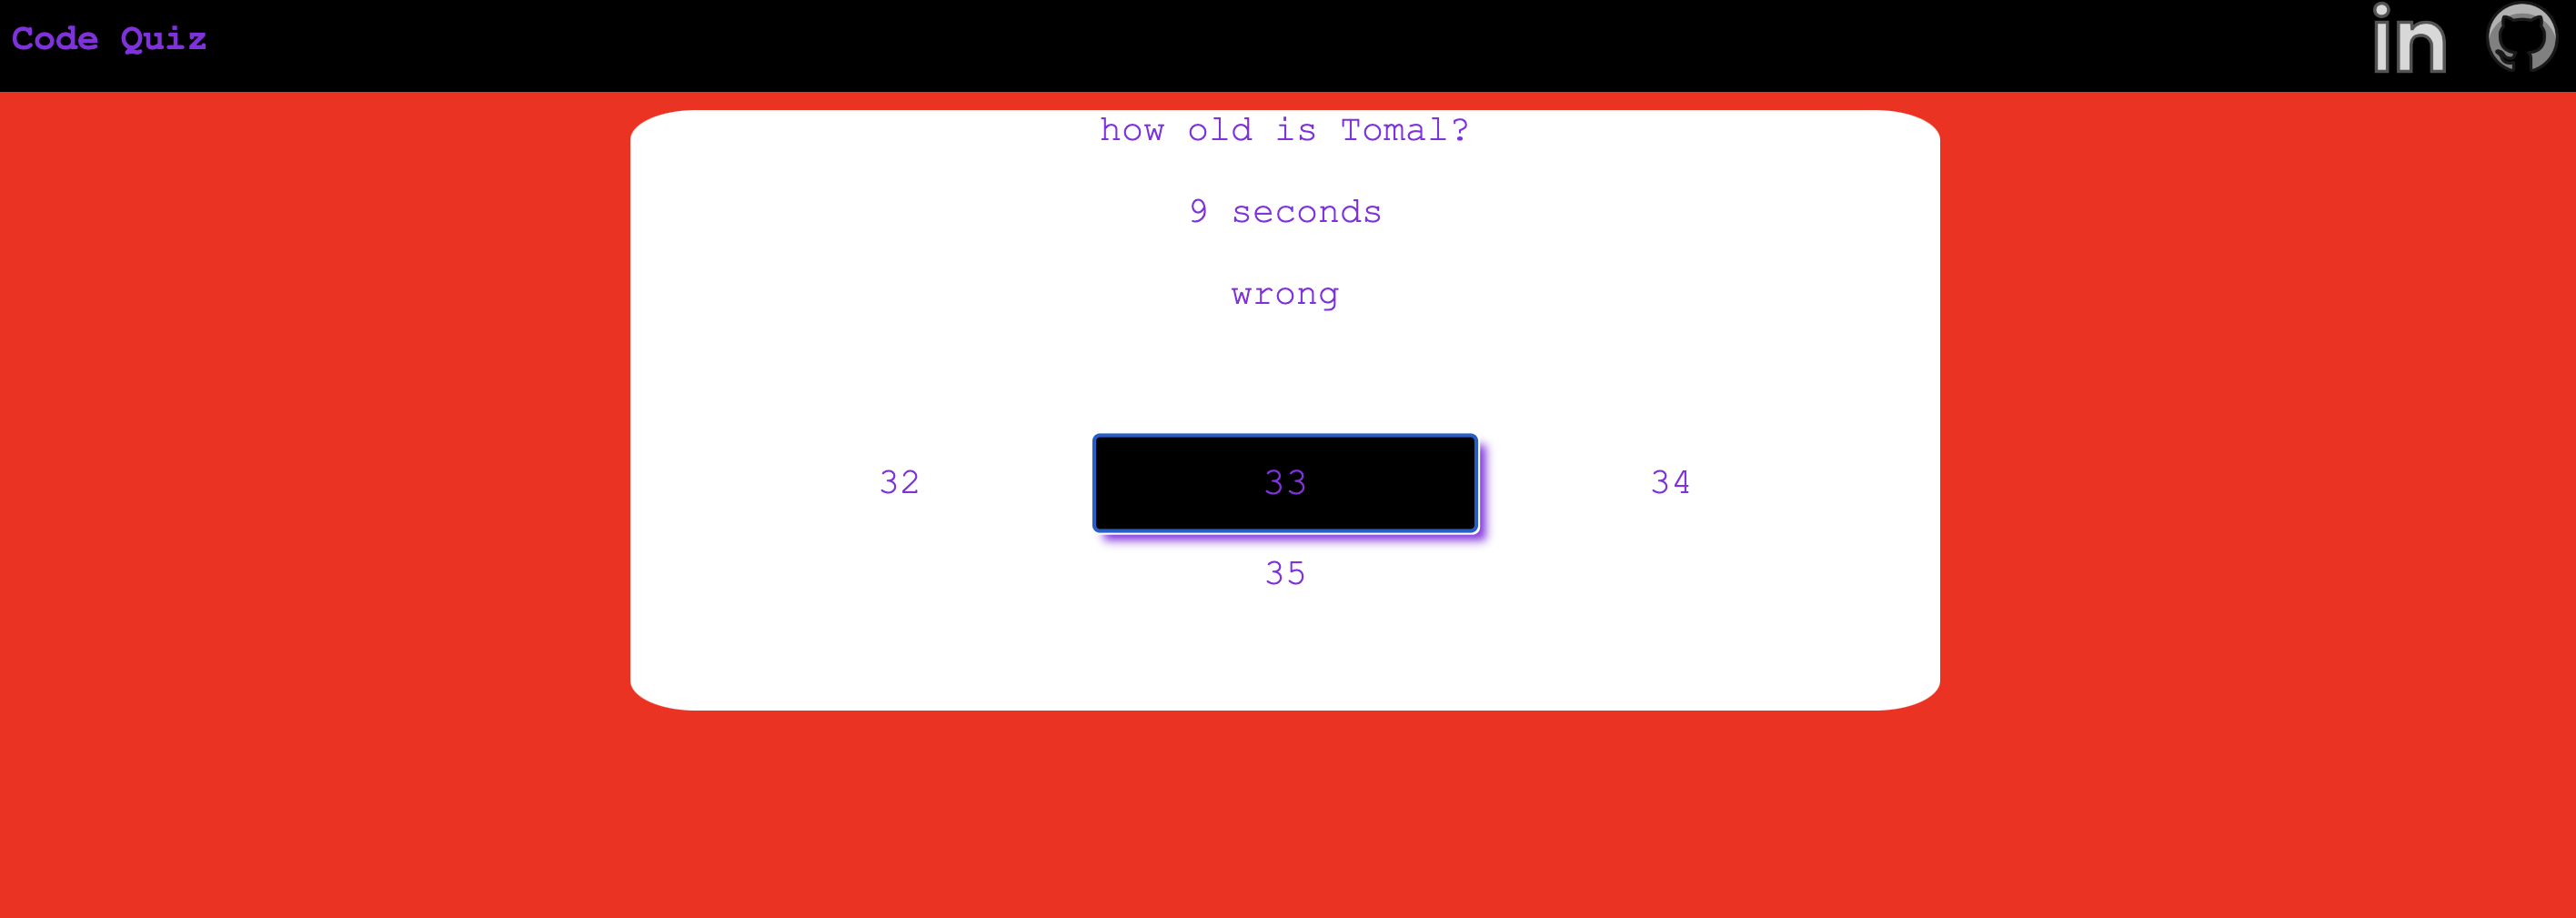 Code Quiz
in
how old is Tomal?
9 seconds
wrong
32 33 34
35